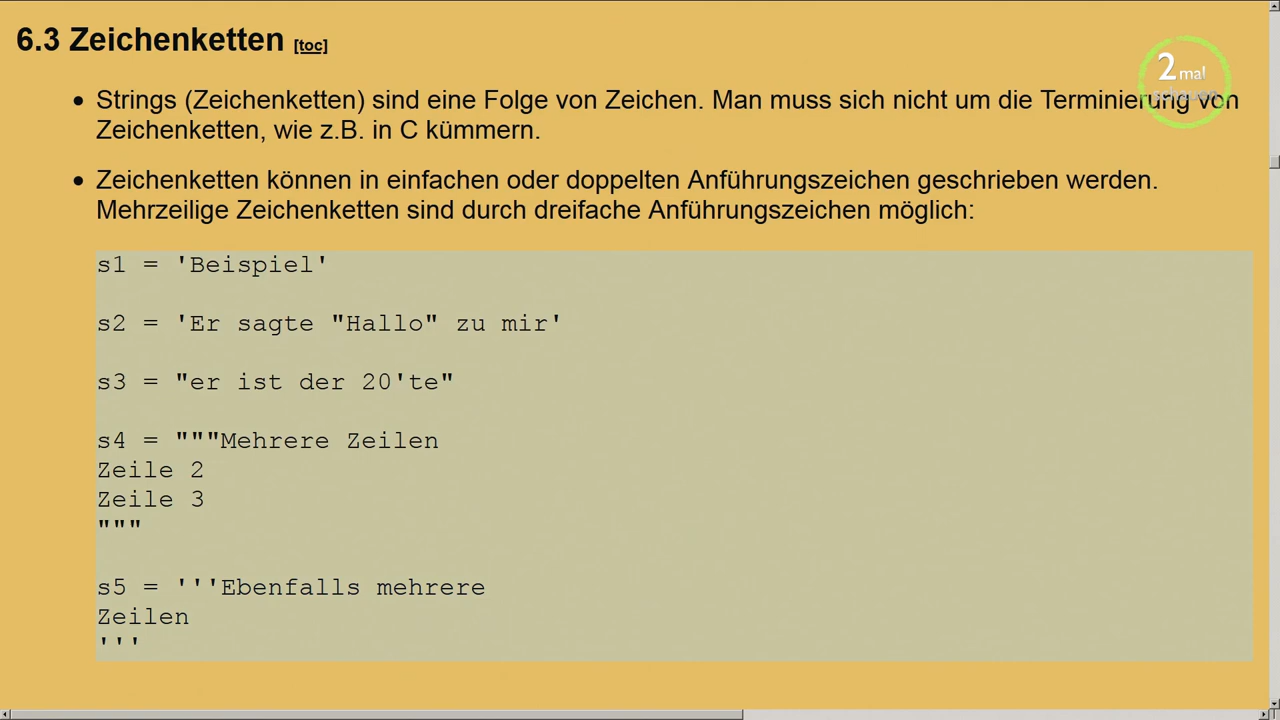 6.3 Zeichenketten [toc]
2 mal
schauen
Strings (Zeichenketten) sind eine Folge von Zeichen. Man muss sich nicht um die Terminierung von
Zeichenketten, wie z.B. in C kümmern.
Zeichenketten können in einfachen oder doppelten Anführungszeichen geschrieben werden.
Mehrzeilige Zeichenketten sind durch dreifache Anführungszeichen möglich:
s1 = 'Beispiel'
s2 = 'Er sagte "Hallo" zu mir'
s3 = "er ist der 20'te"
s4 = """Mehrere Zeilen
Zeile 2
Zeile 3
"""
s5 = '''Ebenfalls mehrere
Zeilen
'''